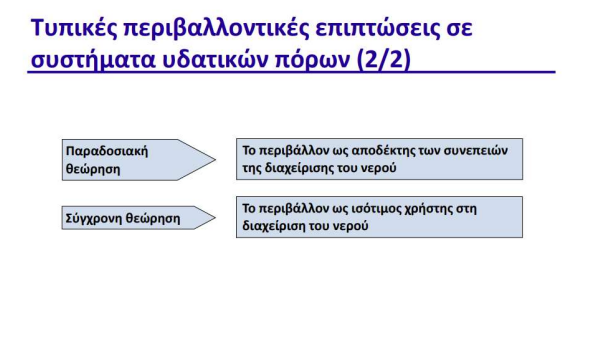 Τυπικές περιβαλλοντικές επιπτώσεις σε
συστήματα υδατικών πόρων (2/2)
Παραδοσιακή
θεώρηση
Το περιβάλλον ως αποδέκτης των συνεπειών
της διαχείρισης του νερού
Σύγχρονη θεώρηση
Το περιβάλλον ως ισότιμος χρήστης στη
διαχείριση του νερού